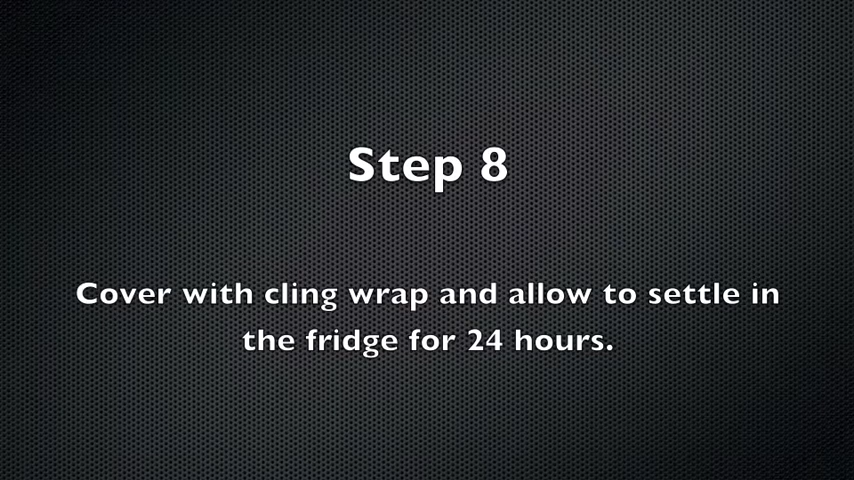 Step 8
Cover with cling wrap and allow to settle in
the fridge for 24 hours.